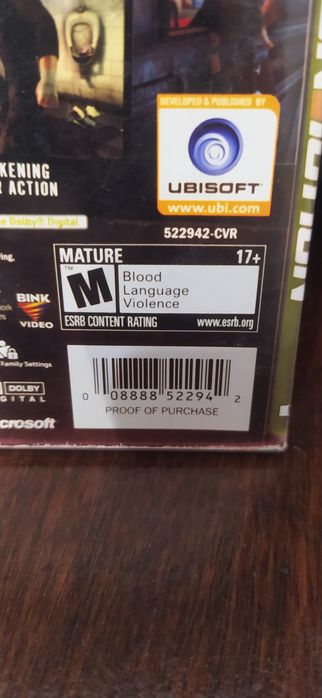 KENING
R ACTION
e Dolby® Digital
DEVELOPED & PUBLISHED BY
UBISOFT
www.ubi.com
522942-CVR
MATURE 17+
M
Blood
Language
Violence
ESRB CONTENT RATING www.esrb.org
ing,
BINK
VIDEO
Family Settings
DOLBY
DIGITAL
crosoft
0 08888 52294 2
PROOF OF PURCHASE